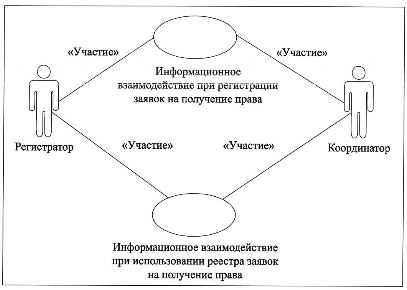 «Участие»
«Участие»
Информационное
взаимодействие при регистрации
заявок на получение права
Регистратор
Координатор
«Участие»
«Участие»
Информационное взаимодействие
при использовании реестра заявок
на получение права